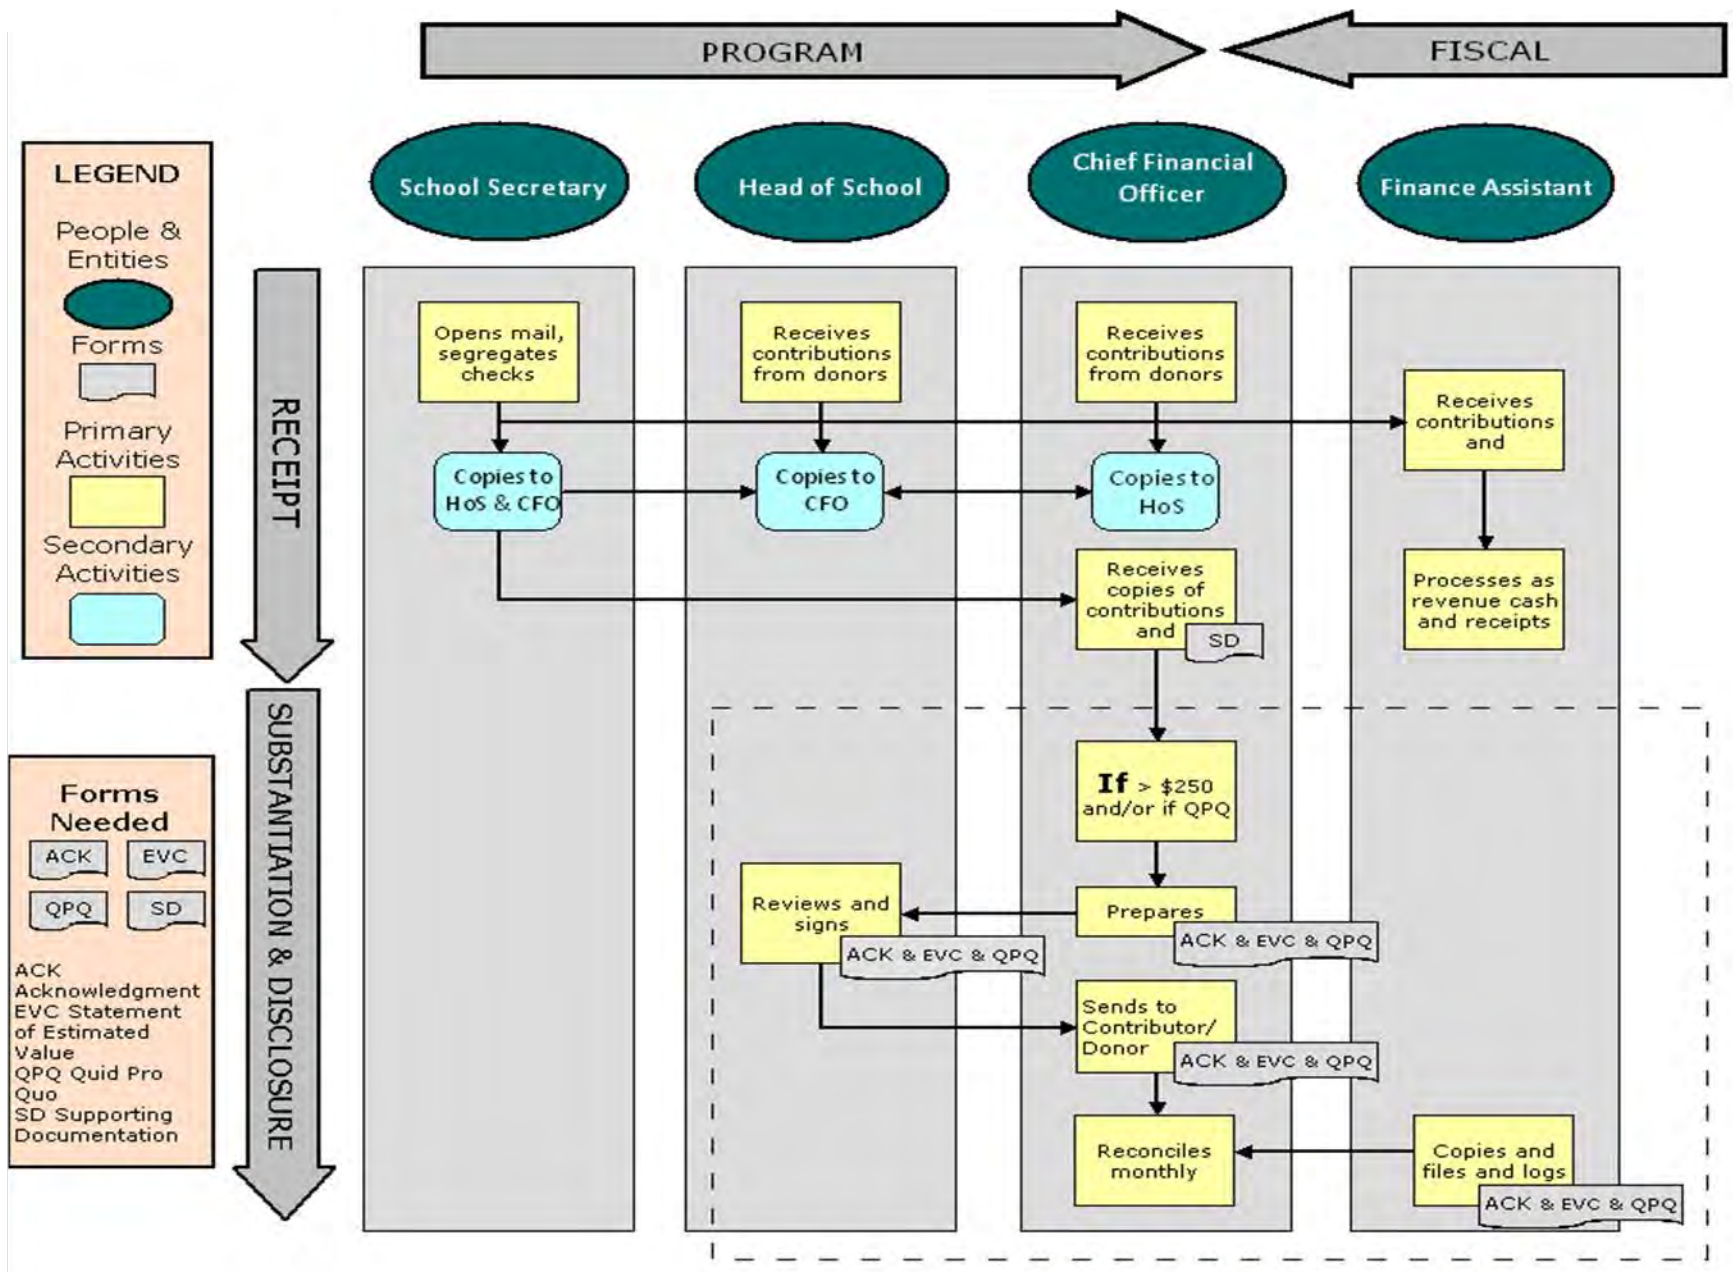 PROGRAM
FISCAL
School Secretary
Head of School
Chief Financial
Officer
Finance Assistant
LEGEND
People &
Entities
Forms
Primary
Activities
Secondary
Activities
RECEIPT
Opens mail,
segregates
checks
Receives
contributions
from donors
Receives
contributions
from donors
Receives
contributions
and
Copies to
HoS & CFO
Copies to
CFO
Copies to
HoS
Receives
copies of
contributions
and
SD
Processes as
revenue cash
and receipts
SUBSTANTIATION & DISCLOSURE
If > $250
and/or if QPQ
Prepares
ACK & EVC & QPQ
Reviews and
signs
ACK & EVC & QPQ
Sends to
Contributor/
Donor
ACK & EVC & QPQ
Reconciles
monthly
Copies and
files and logs
ACK & EVC & QPQ
Forms
Needed
ACK
EVC
QPQ
SD
ACK
Acknowledgment
EVC Statement
of Estimated
Value
QPQ Quid Pro
Quo
SD Supporting
Documentation